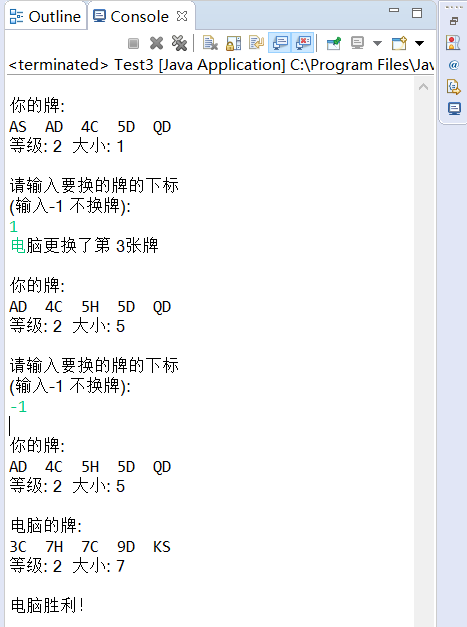 Outline Console
<terminated> Test3 [Java Application] C:\Program Files\Jav
你的牌:
AS AD 4C 5D QD
等级: 2 大小: 1
请输入要换的牌的下标
(输入-1 不换牌):
1
电脑更换了第 3张牌
你的牌:
AD 4C 5H 5D QD
等级: 2 大小: 5
请输入要换的牌的下标
(输入-1 不换牌):
-1
你的牌:
AD 4C 5H 5D QD
等级: 2 大小: 5
电脑的牌:
3C 7H 7C 9D KS
等级: 2 大小: 7
电脑胜利!